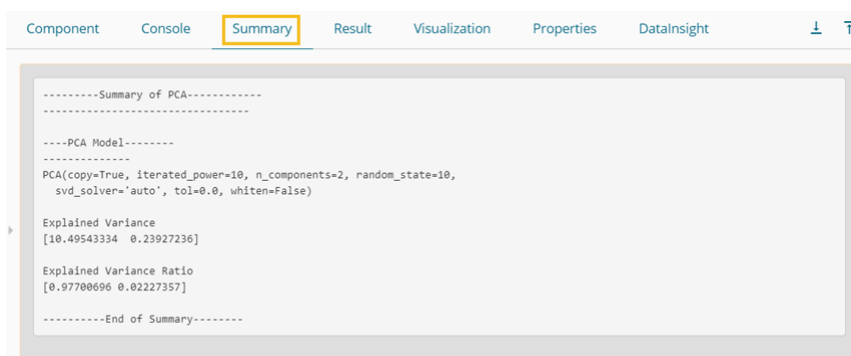 Component Console Summary Result Visualization Properties DataInsight
---------Summary of PCA------------
---------------------------------
----PCA Model--------
--------------
PCA(copy=True, iterated_power=10, n_components=2, random_state=10,
  svd_solver='auto', tol=0.0, whiten=False)
Explained Variance
[10.49543334  0.23927236]
Explained Variance Ratio
[0.97700696 0.02227357]
----------End of Summary--------